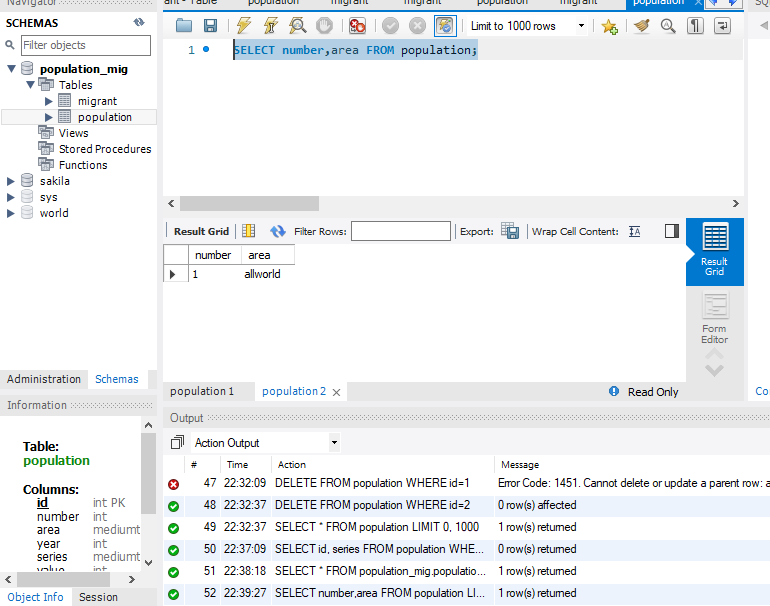 Navigator
ant - Table
population
migrant
migrant
population
migrant
population
SQ
SCHEMAS
Filter objects
population_mig
Tables
migrant
population
Views
Stored Procedures
Functions
sakila
sys
world
Administration Schemas
Information
Table:
population
Columns:
id int PK
number int
area mediumt
year int
series mediumt
value int
Object Info Session
Limit to 1000 rows
1 SELECT number,area FROM population;
Result Grid Filter Rows: Export: Wrap Cell Content: IA
number area
1 allworld
Result
Grid
Form
Editor
population 1 population 2 Read Only Co
Output
Action Output
# Time Action Message
47 22:32:09 DELETE FROM population WHERE id=1 Error Code: 1451. Cannot delete or update a parent row: a
48 22:32:37 DELETE FROM population WHERE id=2 0 row(s) affected
49 22:32:37 SELECT * FROM population LIMIT 0, 1000 1 row(s) returned
50 22:37:09 SELECT id, series FROM population WHE... 0 row(s) returned
51 22:38:18 SELECT * FROM population_mig.populatio... 1 row(s) returned
52 22:39:27 SELECT number,area FROM population LI... 1 row(s) returned